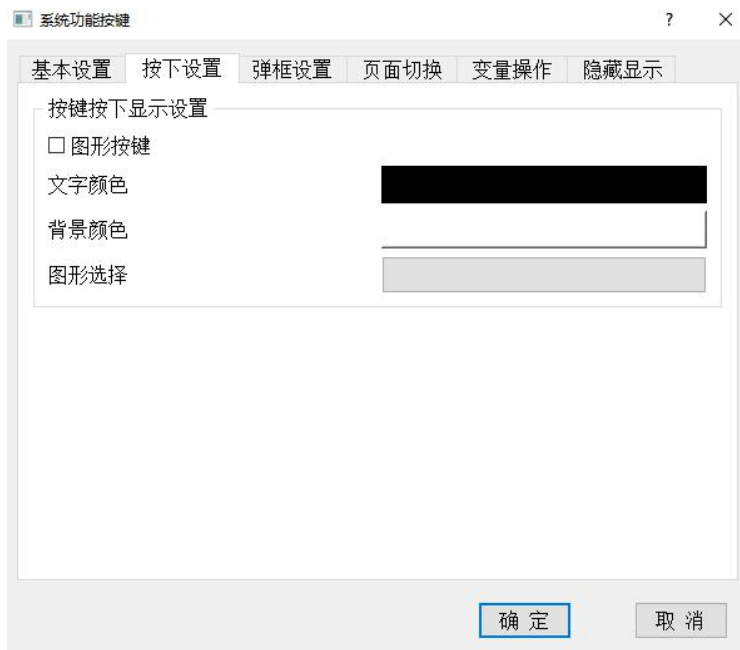 系统功能按键
基本设置 按下设置 弹框设置 页面切换 变量操作 隐藏显示
按键按下显示设置
图形按键
文字颜色
背景颜色
图形选择
确 定 取 消